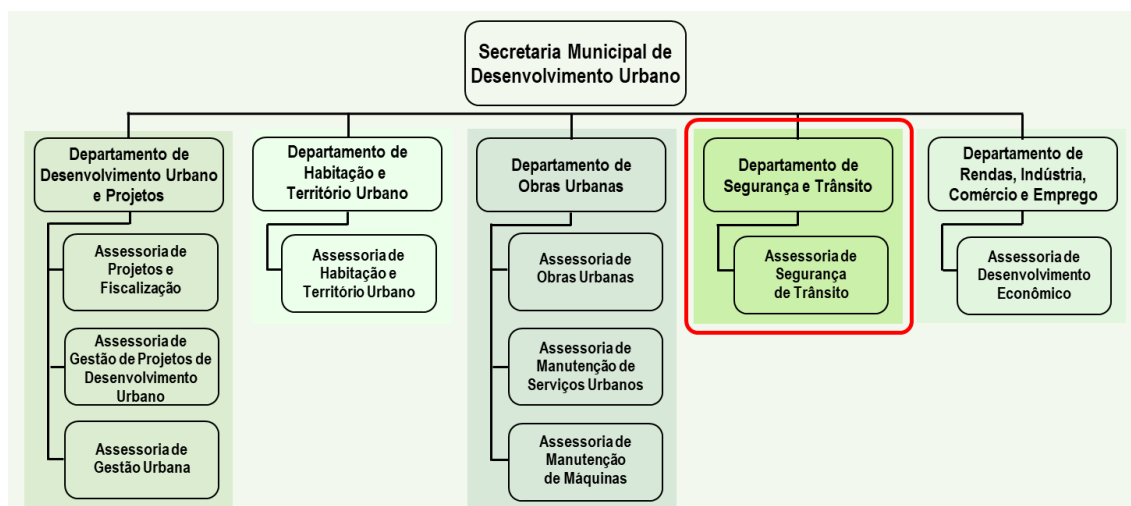 Secretaria Municipal de
Desenvolvimento Urbano
Departamento de
Desenvolvimento Urbano
e Projetos
Assessoria de
Projetos e
Fiscalização
Assessoria de
Gestão de Projetos de
Desenvolvimento
Urbano
Assessoria de
Gestão Urbana
Departamento de
Habitação e
Território Urbano
Assessoria de
Habitação e
Território Urbano
Departamento de
Obras Urbanas
Assessoria de
Obras Urbanas
Assessoria de
Manutenção de
Serviços Urbanos
Assessoria de
Manutenção
de Máquinas
Departamento de
Segurança e Trânsito
Assessoria de
Segurança
de Trânsito
Departamento de
Rendas, Indústria,
Comércio e Emprego
Assessoria de
Desenvolvimento
Econômico